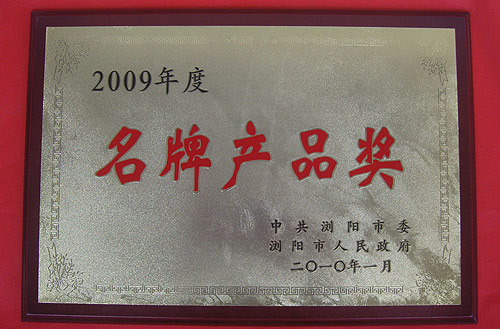 2009年度
名牌产品奖
中共浏阳市委
浏阳市人民政府
二〇一〇年一月